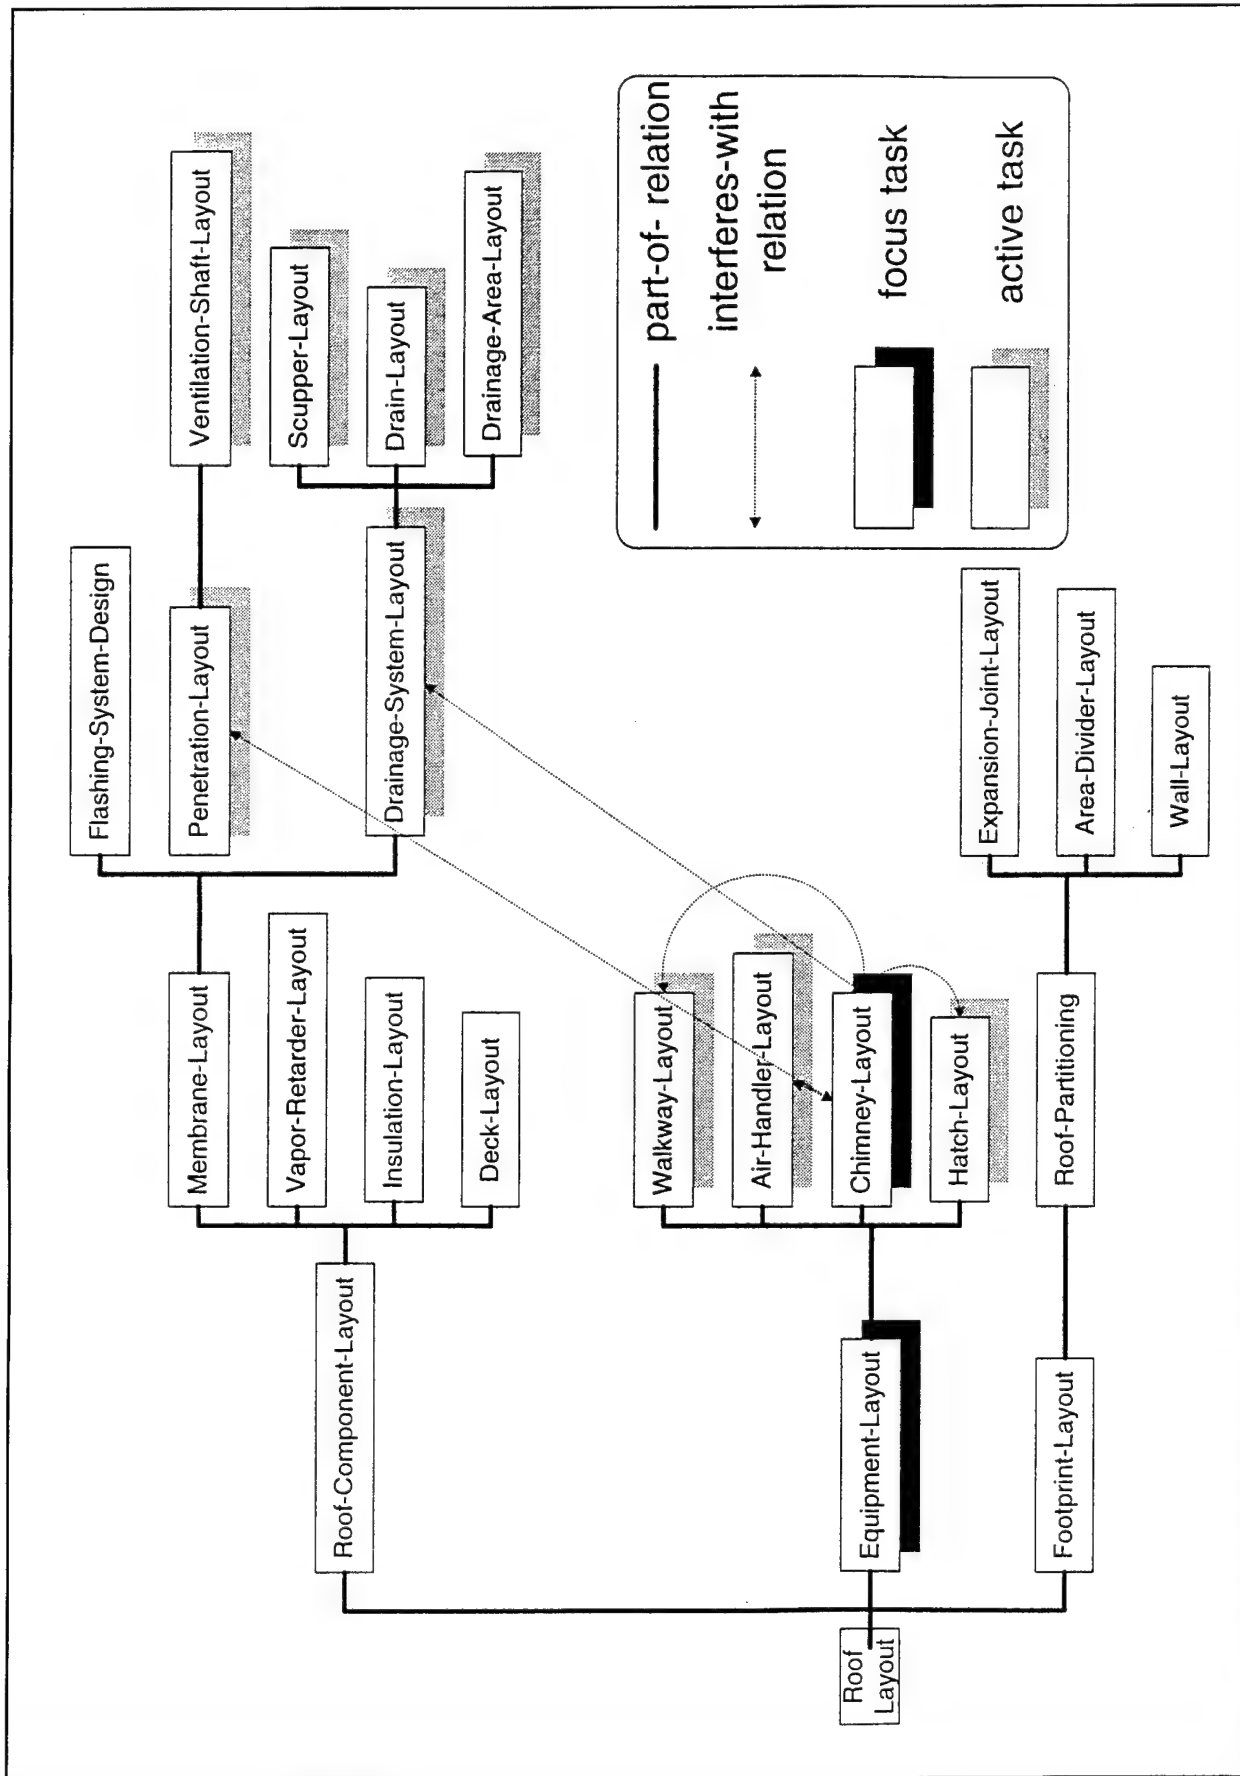 Roof
Layout
Roof-Component-Layout
Equipment-Layout
Footprint-Layout
Membrane-Layout
Vapor-Retarder-Layout
Insulation-Layout
Deck-Layout
Walkway-Layout
Air-Handler-Layout
Chimney-Layout
Hatch-Layout
Roof-Partitioning
Flashing-System-Design
Penetration-Layout
Drainage-System-Layout
Expansion-Joint-Layout
Area-Divider-Layout
Wall-Layout
Ventilation-Shaft-Layout
Scupper-Layout
Drain-Layout
Drainage-Area-Layout
part-of- relation
interferes-with
relation
focus task
active task